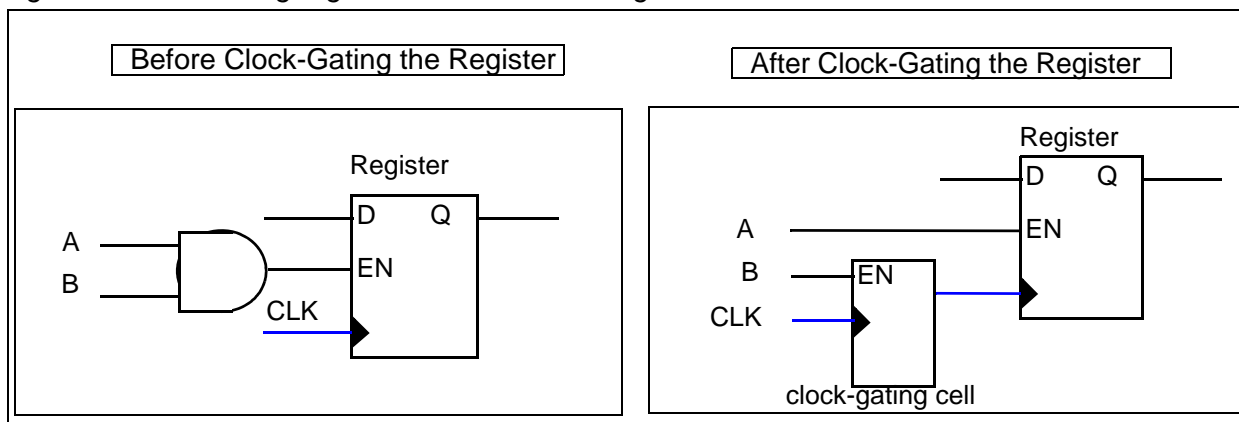 Before Clock-Gating the Register
After Clock-Gating the Register
Register
D Q
A
EN
B
CLK
Register
D Q
A
EN
B
EN
CLK
clock-gating cell